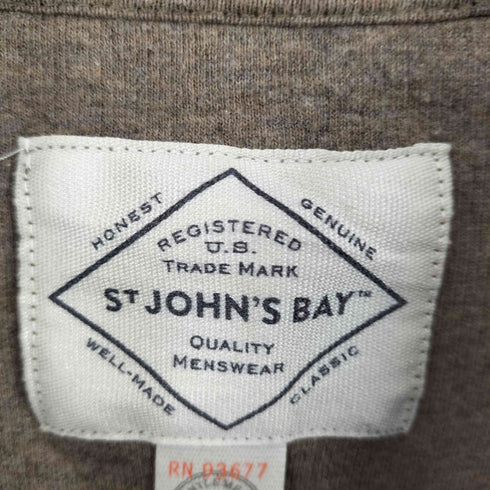 HONEST
GENUINE
REGISTERED
U.S.
TRADE MARK
ST JOHN'S BAY™
QUALITY
MENSWEAR
WELL-MADE
CLASSIC
RN 93677